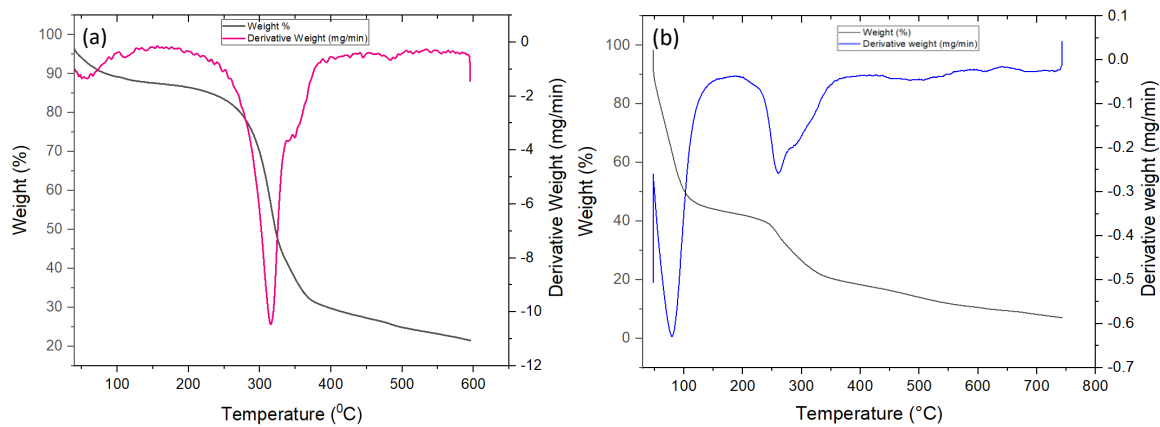 (a)
Weight %
Derivative Weight (mg/min)
Weight (%)
100
90
80
70
60
50
40
30
20
0
-2
-4
-6
-8
-10
-12
Derivative Weight (mg/min)
100 200 300 400 500 600
Temperature (⁰C)
(b)
Weight (%)
Derivative weight (mg/min)
Weight (%)
100
80
60
40
20
0
0.1
0.0
-0.1
-0.2
-0.3
-0.4
-0.5
-0.6
-0.7
Derivative weight (mg/min)
0 100 200 300 400 500 600 700 800
Temperature (°C)